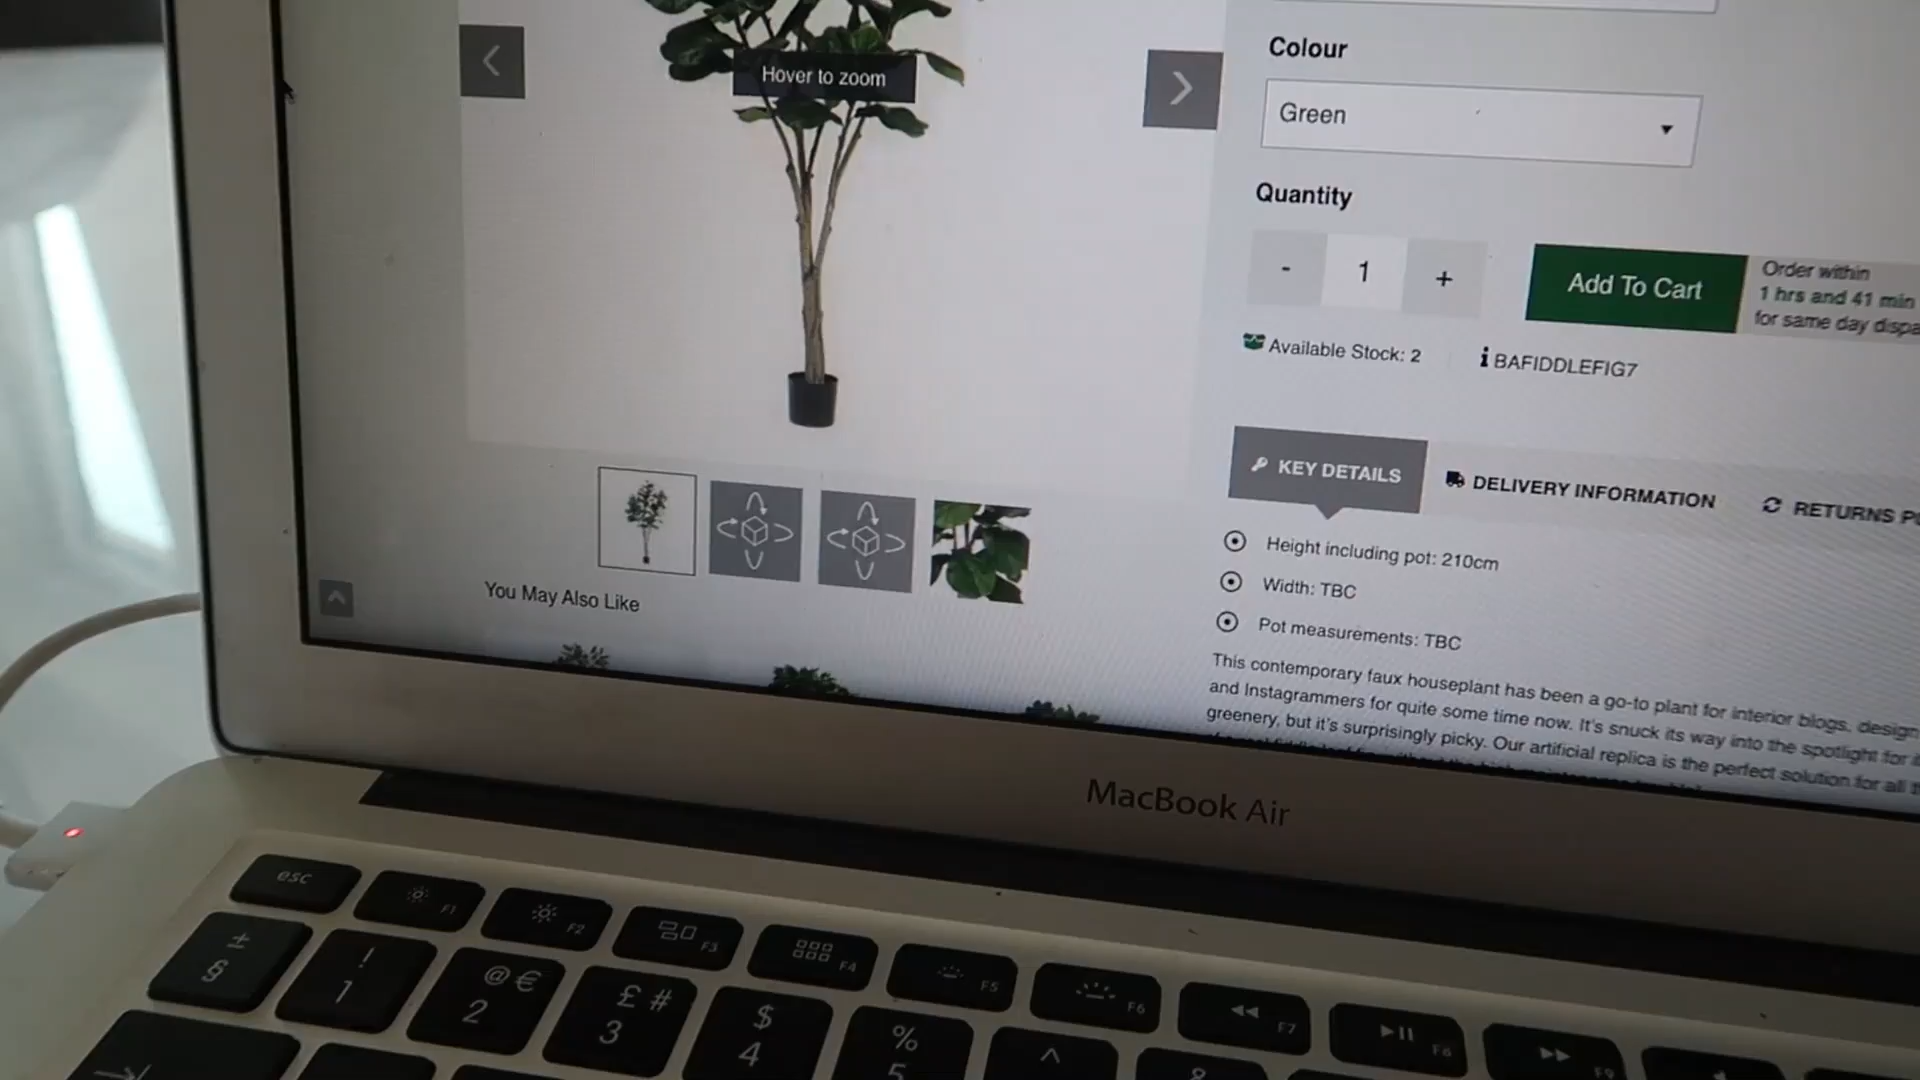 Colour
Hover to zoom
Green
Quantity
- 1 +
Add To Cart
Order within
1 hrs and 41 min
for same day
Available Stock: 2
BAFIDDLEFIG7
KEY DETAILS
DELIVERY INFORMATION
RETURNS
Height including pot: 210cm
Width: TBC
Pot measurements: TBC
You May Also Like
This contemporary faux houseplant has been a go-to plant for interior blogs,
and Instagrammers for quite some time now. It's snuck its way into the spotlight for
greenery, but it's surprisingly picky. Our artificial replica is the perfect solution for all
MacBook Air
esc F1 F2 F3 F4 F5 F6 F7 F8 F9
± ! @ € £ # $ % ^
§ 1 2 3 4 5